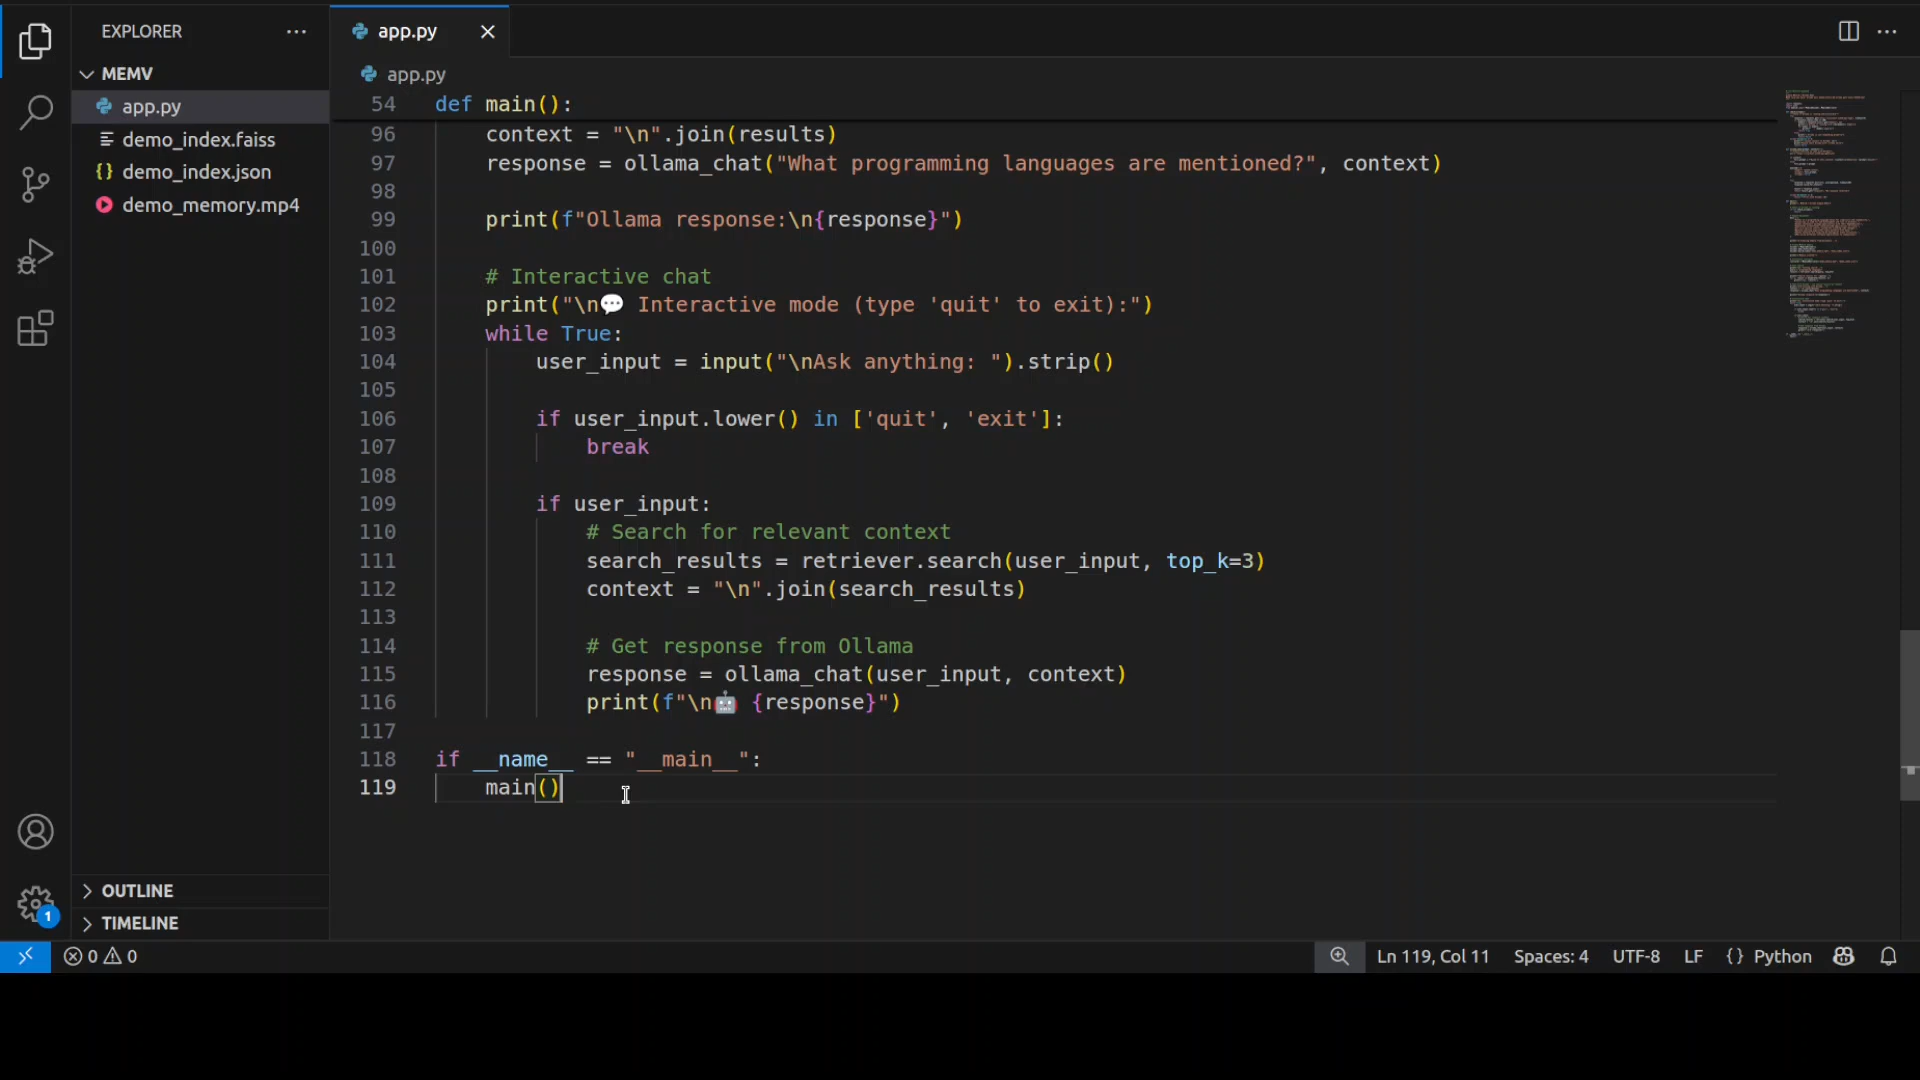 EXPLORER
MEMV
app.py
demo_index.faiss
demo_index.json
demo_memory.mp4
OUTLINE
TIMELINE
app.py
app.py
54 def main():
96 context = "\n".join(results)
97 response = ollama_chat("What programming languages are mentioned?", context)
98
99 print(f"Ollama response:\n{response}")
100
101 # Interactive chat
102 print("\n💬 Interactive mode (type 'quit' to exit):")
103 while True:
104 user_input = input("\nAsk anything: ").strip()
105
106 if user_input.lower() in ['quit', 'exit']:
107 break
108
109 if user_input:
110 # Search for relevant context
111 search_results = retriever.search(user_input, top_k=3)
112 context = "\n".join(search_results)
113
114 # Get response from Ollama
115 response = ollama_chat(user_input, context)
116 print(f"\n🤖 {response}")
117
118 if __name__ == "__main__":
119 main()
1
0 0 Ln 119, Col 11 Spaces: 4 UTF-8 LF {} Python